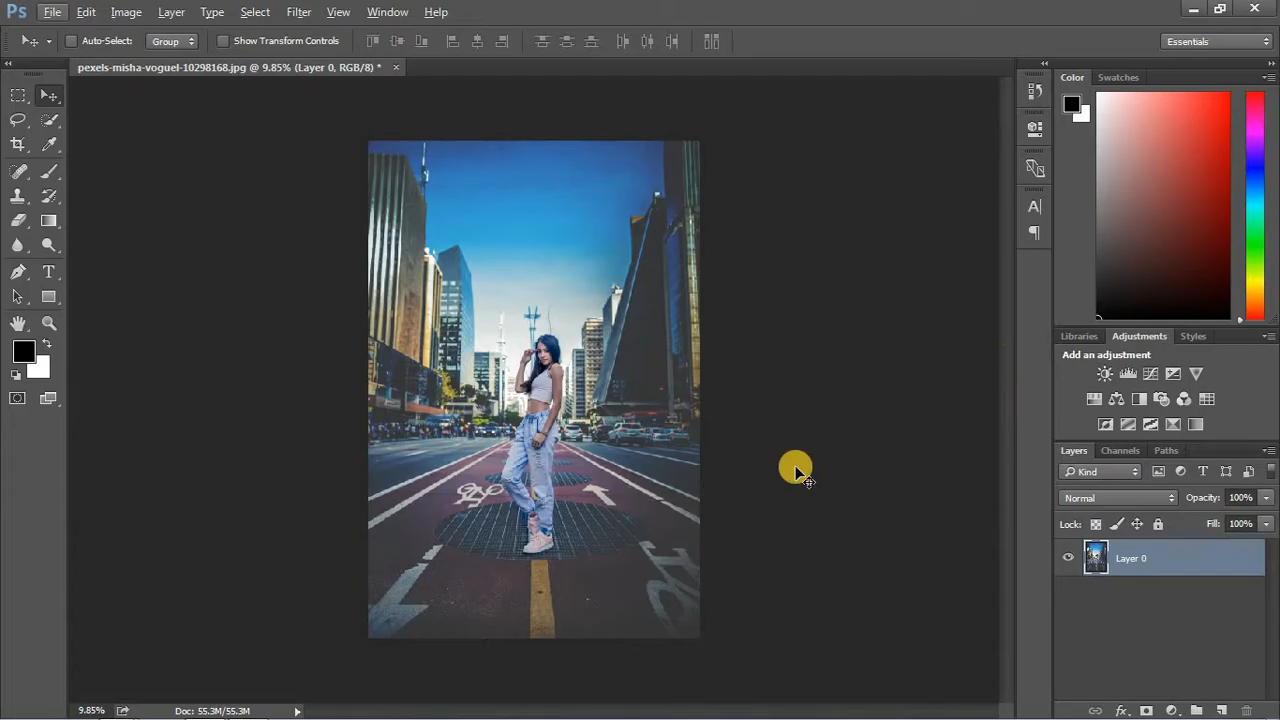 Ps File Edit Image Layer Type Select Filter View Window Help
Auto-Select: Group Show Transform Controls Essentials
pexels-misha-voguel-10298168.jpg @ 9.85% (Layer 0, RGB/8) *
Color Swatches
Libraries Adjustments Styles
Add an adjustment
Layers Channels Paths
Kind
Normal Opacity: 100%
Lock: Fill: 100%
Layer 0
9.85% Doc: 55.3M/55.3M